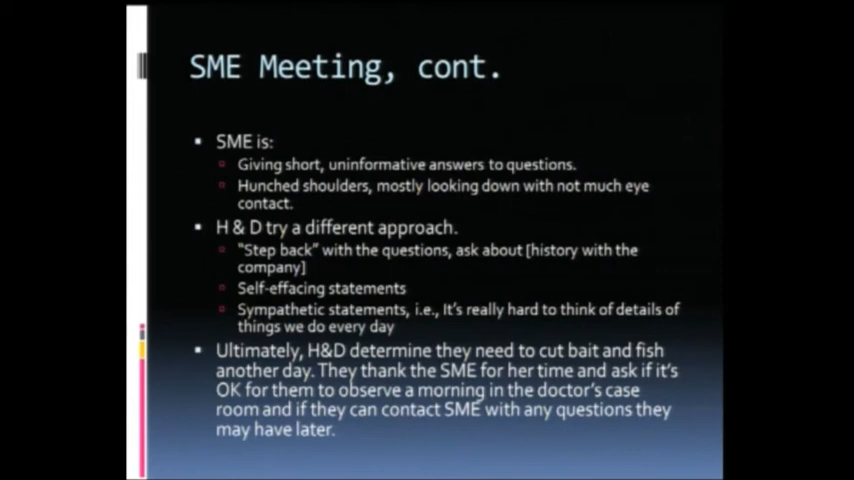 SME Meeting, cont.
SME is:
Giving short, uninformative answers to questions.
Hunched shoulders, mostly looking down with not much eye
contact.
H & D try a different approach.
"Step back" with the questions, ask about [history with the
company]
Self-effacing statements
Sympathetic statements, i.e., It's really hard to think of details of
things we do every day
Ultimately, H&D determine they need to cut bait and fish
another day. They thank the SME for her time and ask if it's
OK for them to observe a morning in the doctor's case
room and if they can contact SME with any questions they
may have later.